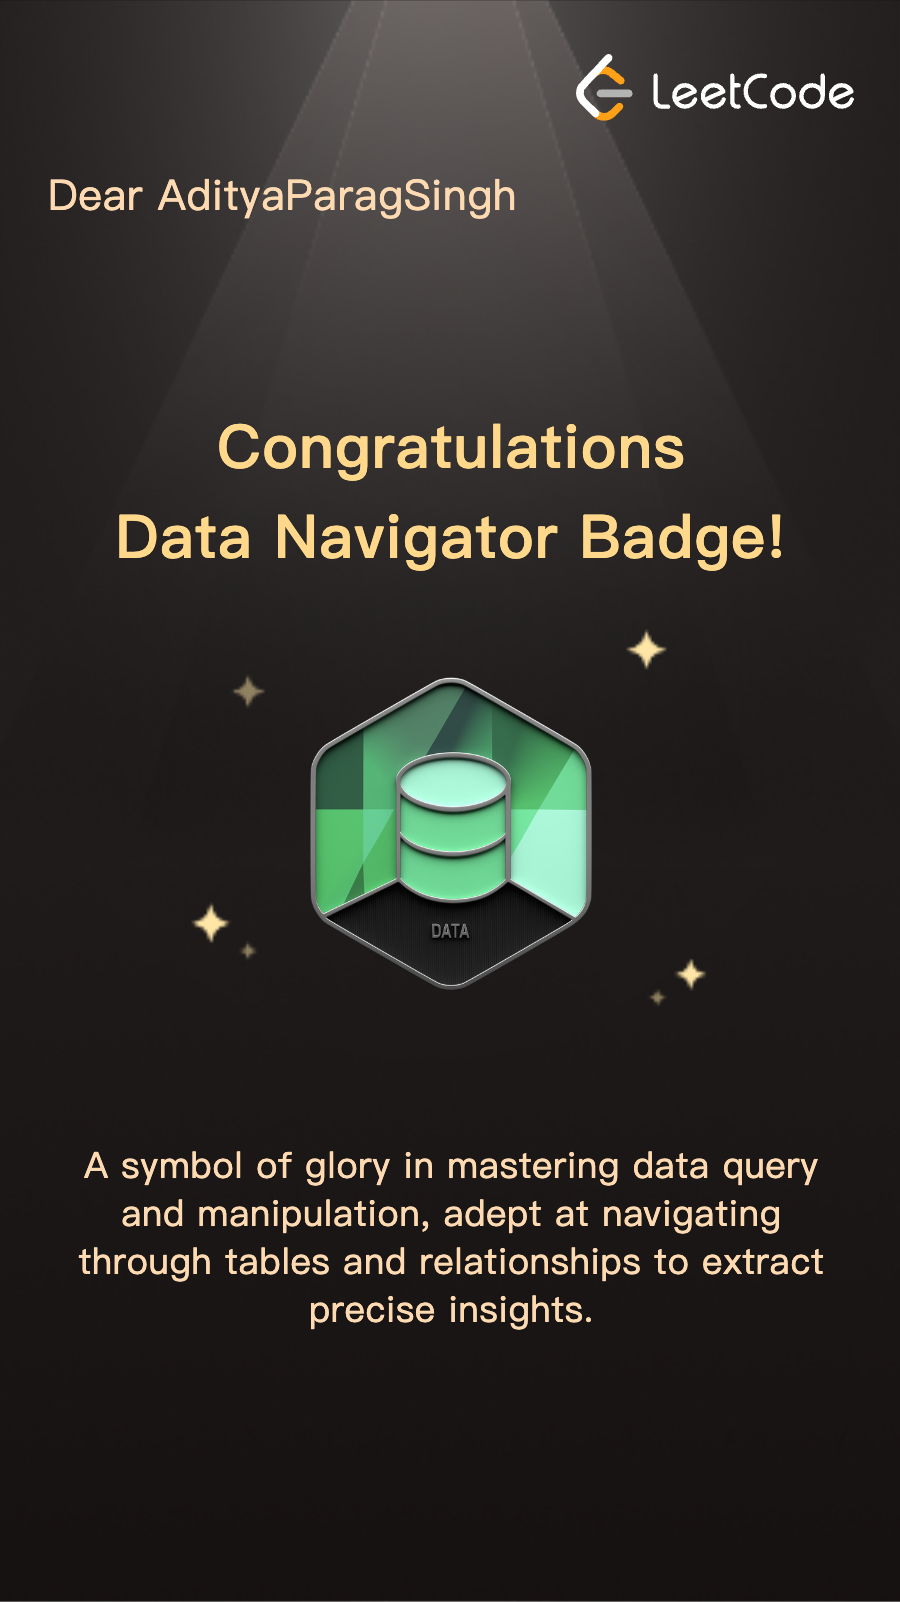 LeetCode
Dear AdityaParagSingh
Congratulations
Data Navigator Badge!
DATA
A symbol of glory in mastering data query
and manipulation, adept at navigating
through tables and relationships to extract
precise insights.